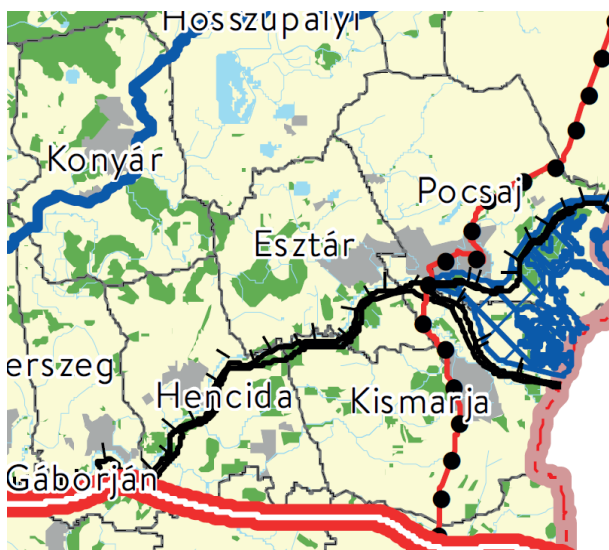 Hosszúpályi
Konyár
Pocsaj
Esztár
erszeg
Hencida
Kismarja
Gáborján